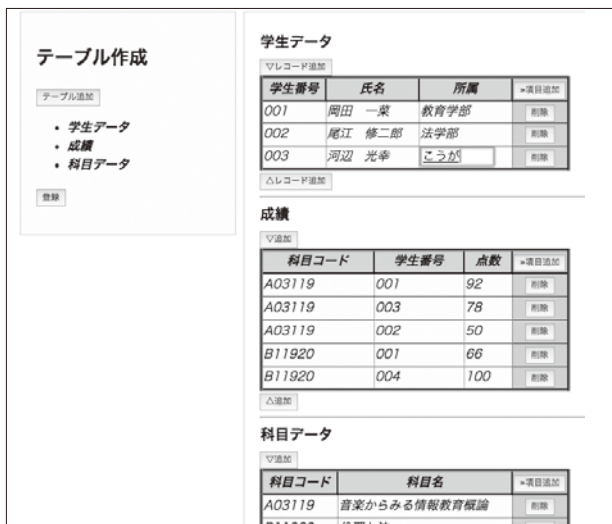 テーブル作成
テーブル追加
• 学生データ
• 成績
• 科目データ
登録
学生データ
▽レコード追加
学生番号 氏名 所属 »項目追加
001 岡田 一菜 教育学部 削除
002 尾江 修二郎 法学部 削除
003 河辺 光幸 こうが 削除
△レコード追加
成績
▽追加
科目コード 学生番号 点数 »項目追加
A03119 001 92 削除
A03119 003 78 削除
A03119 002 50 削除
B11920 001 66 削除
B11920 004 100 削除
△追加
科目データ
▽追加
科目コード 科目名 »項目追加
A03119 音楽からみる情報教育概論 削除